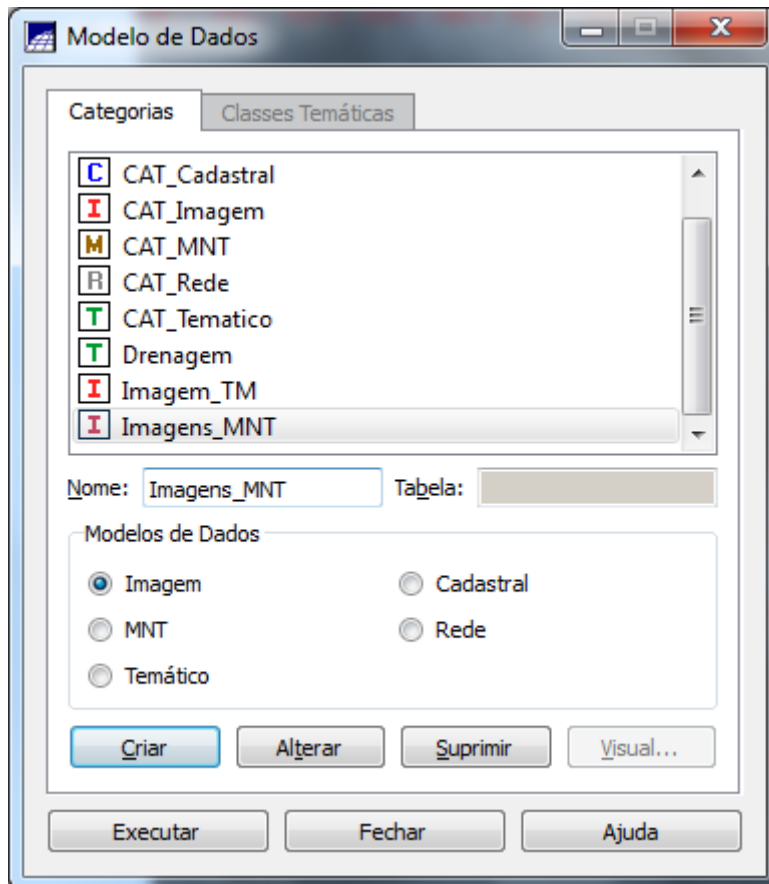 Modelo de Dados
Categorias Classes Temáticas
C CAT_Cadastral
I CAT_Imagem
M CAT_MNT
R CAT_Rede
T CAT_Tematico
T Drenagem
I Imagem_TM
I Imagens_MNT
Nome: Imagens_MNT Tabela:
Modelos de Dados
Imagem Cadastral
MNT Rede
Temático
Criar Alterar Suprimir Visual...
Executar Fechar Ajuda